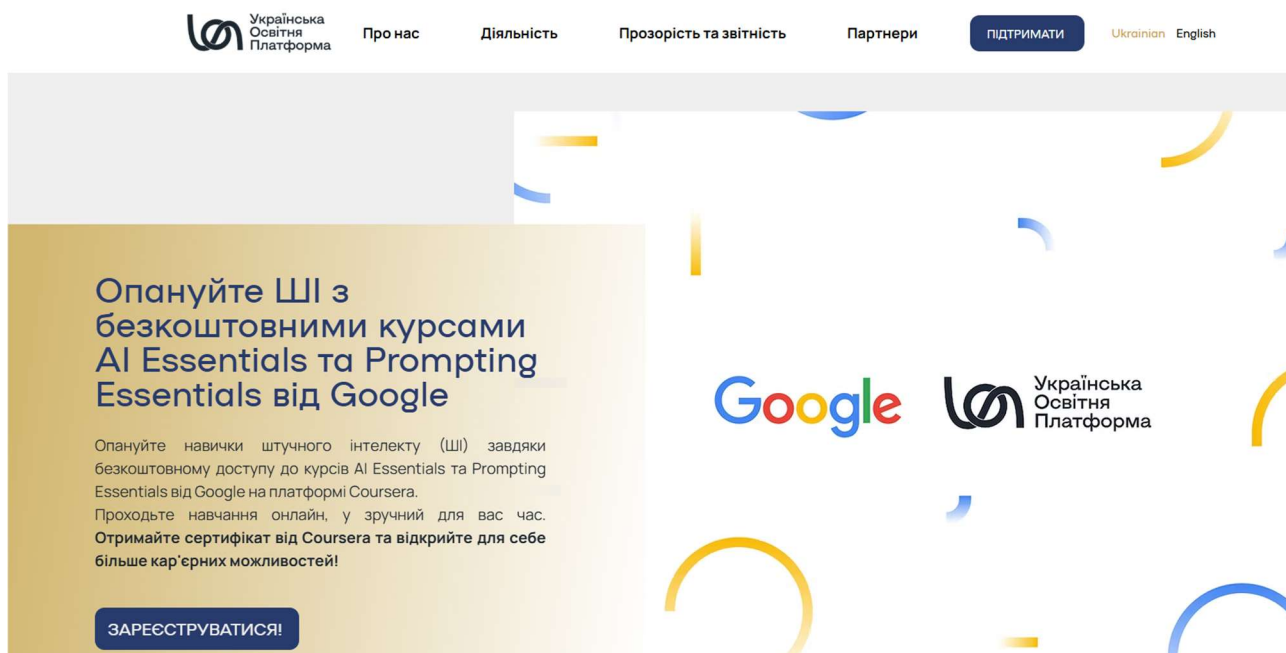 Українська
Освітня
Платформа
Про нас
Діяльність
Прозорість та звітність
Партнери
ПІДТРИМАТИ
Ukrainian English
Опануйте ШІ з
безкоштовними курсами
AI Essentials та Prompting
Essentials від Google
Опануйте навички штучного інтелекту (ШІ) завдяки
безкоштовному доступу до курсів AI Essentials та Prompting
Essentials від Google на платформі Coursera.
Проходьте навчання онлайн, у зручний для вас час.
Отримайте сертифікат від Coursera та відкрийте для себе
більше кар'єрних можливостей!
ЗАРЕЄСТРУВАТИСЯ!
Google
Українська
Освітня
Платформа